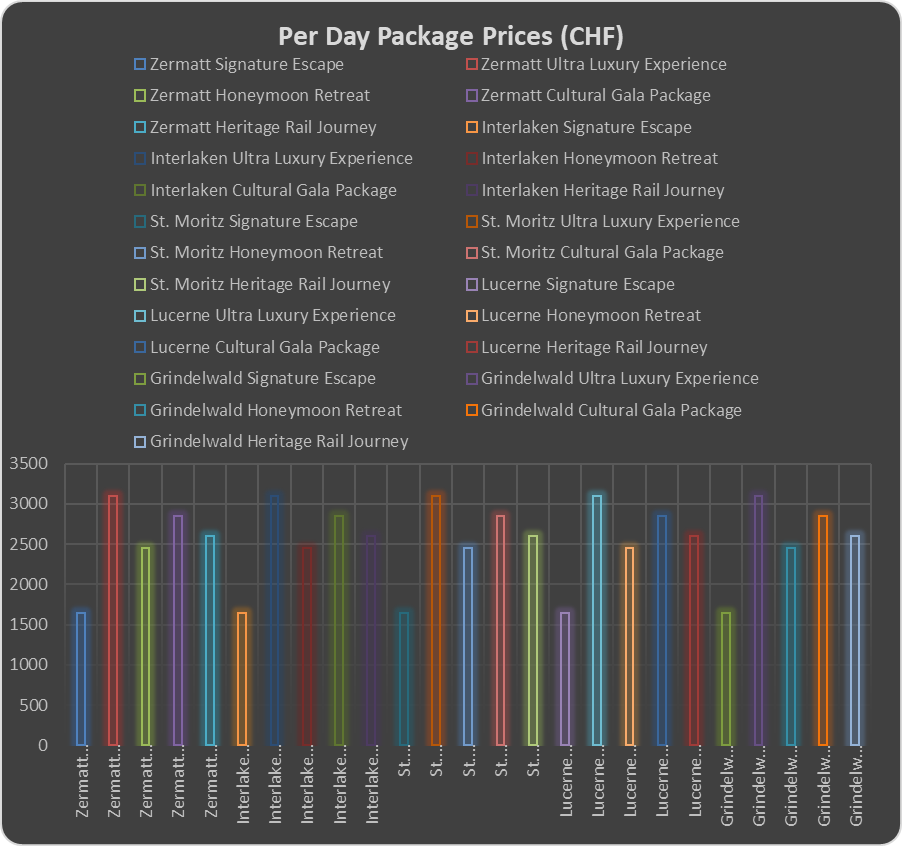 Per Day Package Prices (CHF)
Zermatt Signature Escape Zermatt Ultra Luxury Experience
Zermatt Honeymoon Retreat Zermatt Cultural Gala Package
Zermatt Heritage Rail Journey Interlaken Signature Escape
Interlaken Ultra Luxury Experience Interlaken Honeymoon Retreat
Interlaken Cultural Gala Package Interlaken Heritage Rail Journey
St. Moritz Signature Escape St. Moritz Ultra Luxury Experience
St. Moritz Honeymoon Retreat St. Moritz Cultural Gala Package
St. Moritz Heritage Rail Journey Lucerne Signature Escape
Lucerne Ultra Luxury Experience Lucerne Honeymoon Retreat
Lucerne Cultural Gala Package Lucerne Heritage Rail Journey
Grindelwald Signature Escape Grindelwald Ultra Luxury Experience
Grindelwald Honeymoon Retreat Grindelwald Cultural Gala Package
Grindelwald Heritage Rail Journey
3500
3000
2500
2000
1500
1000
500
0
Zermatt...
Zermatt...
Zermatt...
Zermatt...
Zermatt...
Interlake...
Interlake...
Interlake...
Interlake...
Interlake...
St....
St....
St....
St....
St....
Lucerne...
Lucerne...
Lucerne...
Lucerne...
Lucerne...
Grindelw...
Grindelw...
Grindelw...
Grindelw...
Grindelw...